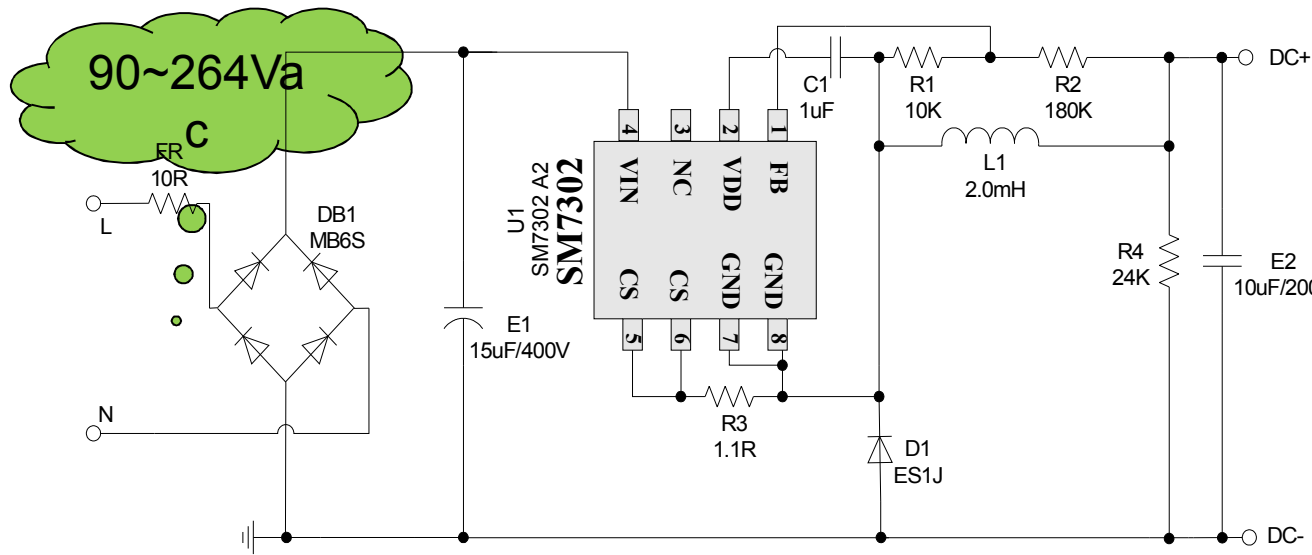 90~264Va
c
FR
10R
L
DB1
MB6S
N
E1
15uF/400V
U1
SM7302 A2
SM7302
4
3
2
1
VIN
NC
VDD
FB
CS
CS
GND
GND
5
6
7
8
C1
1uF
R1
10K
R2
180K
L1
2.0mH
R3
1.1R
D1
ES1J
R4
24K
E2
10uF/200
DC+
DC-